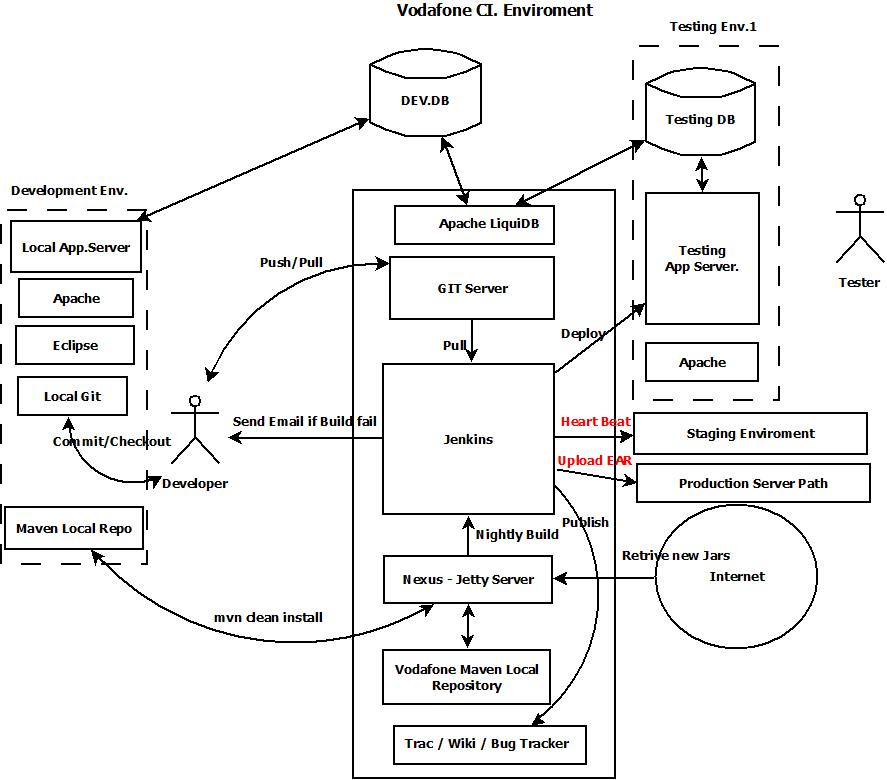 Vodafone CI. Enviroment
Testing Env.1
DEV.DB
Testing DB
Development Env.
Local App.Server
Apache LiquiDB
Push/Pull
Testing
App Server.
Tester
GIT Server
Apache
Deploy
Eclipse
Pull
Apache
Local Git
Send Email if Build fail
Heart Beat
Staging Enviroment
Commit/Checkout
Jenkins
Upload EAR
Developer
Production Server Path
Maven Local Repo
Publish
Nightly Build
Retrive new Jars
Nexus - Jetty Server
Internet
mvn clean install
Vodafone Maven Local
Repository
Trac / Wiki / Bug Tracker